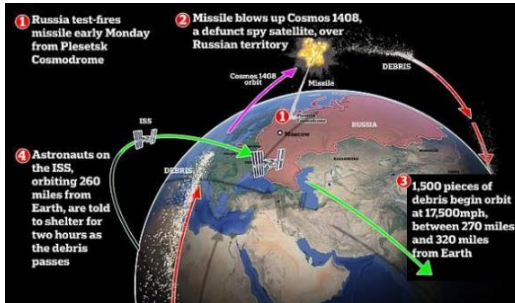 1 Russia test-fires
missile early Monday
from Plesetsk
Cosmodrome
2 Missile blows up Cosmos 1408,
a defunct spy satellite, over
Russian territory
DEBRIS
Cosmos 1408
orbit
Missile
1
ISS
RUSSIA
Moscow
4 Astronauts on
the ISS,
orbiting 260
miles from
Earth, are told
to shelter for
two hours as
the debris
passes
DEBRIS
3 1,500 pieces of
debris begin orbit
at 17,500mph,
between 270 miles
and 320 miles
from Earth